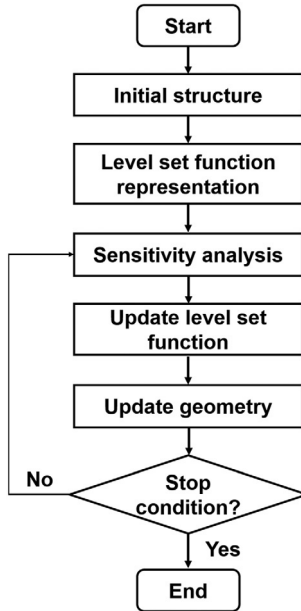 Start
Initial structure
Level set function
representation
Sensitivity analysis
Update level set
function
Update geometry
No
Stop
condition?
Yes
End